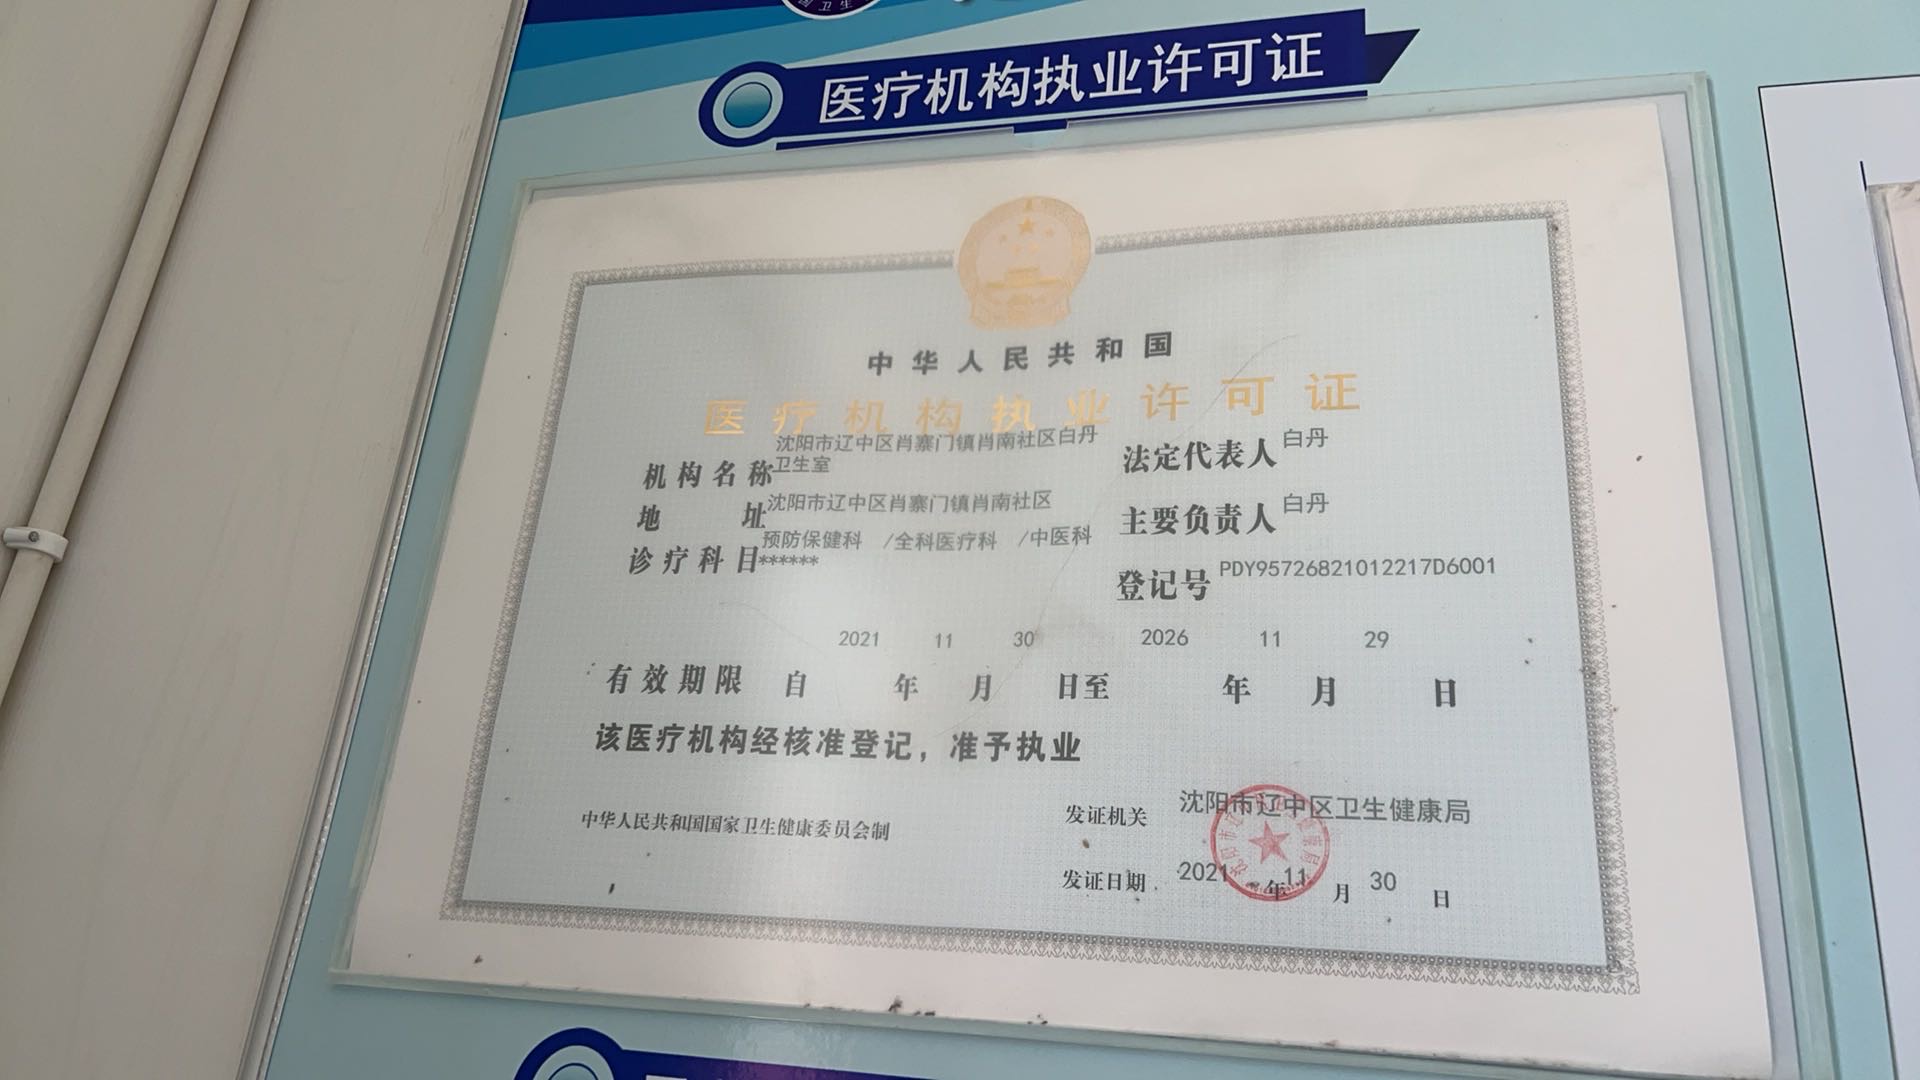 医疗机构执业许可证
中华人民共和国
医疗机构执业许可证
机构名称 沈阳市辽中区肖寨门镇肖南社区白丹
卫生室
法定代表人 白丹
地址 沈阳市辽中区肖寨门镇肖南社区
主要负责人 白丹
诊疗科目 预防保健科 /全科医疗科 /中医科
******
登记号 PDY95726821012217D6001
有效期限 自 2021 年 11 月 30 日至 2026 年 11 月 29 日
该医疗机构经核准登记，准予执业
中华人民共和国国家卫生健康委员会制
发证机关 沈阳市辽中区卫生健康局
发证日期 2021 年 11 月 30 日